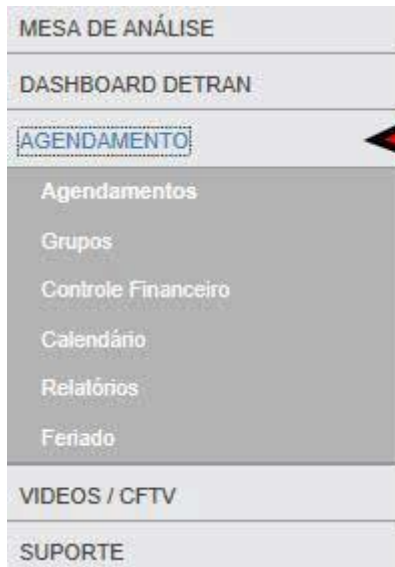 MESA DE ANÁLISE
DASHBOARD DETRAN
AGENDAMENTO
Agendamentos
Grupos
Controle Financeiro
Calendário
Relatórios
Feriado
VIDEOS / CFTV
SUPORTE